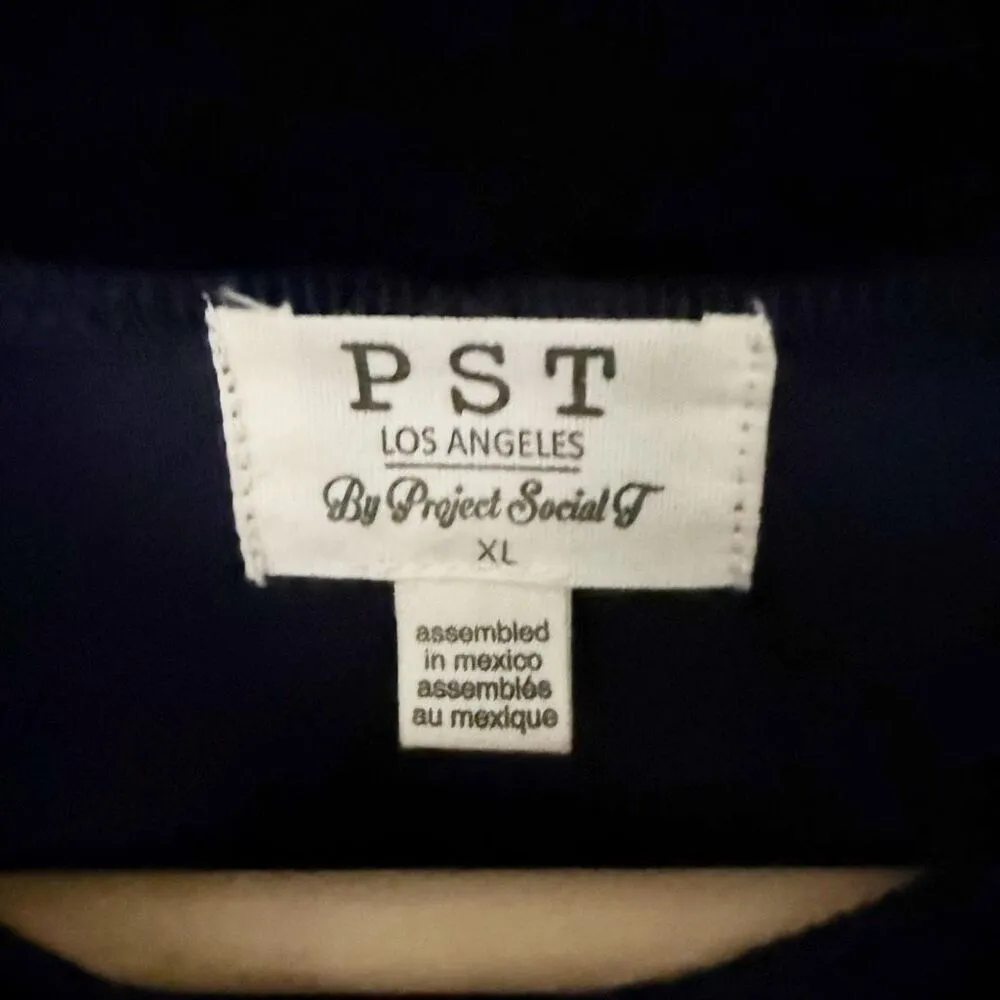 PST
LOS ANGELES
By Project Social T
XL
assembled
in mexico
assemblés
au mexique